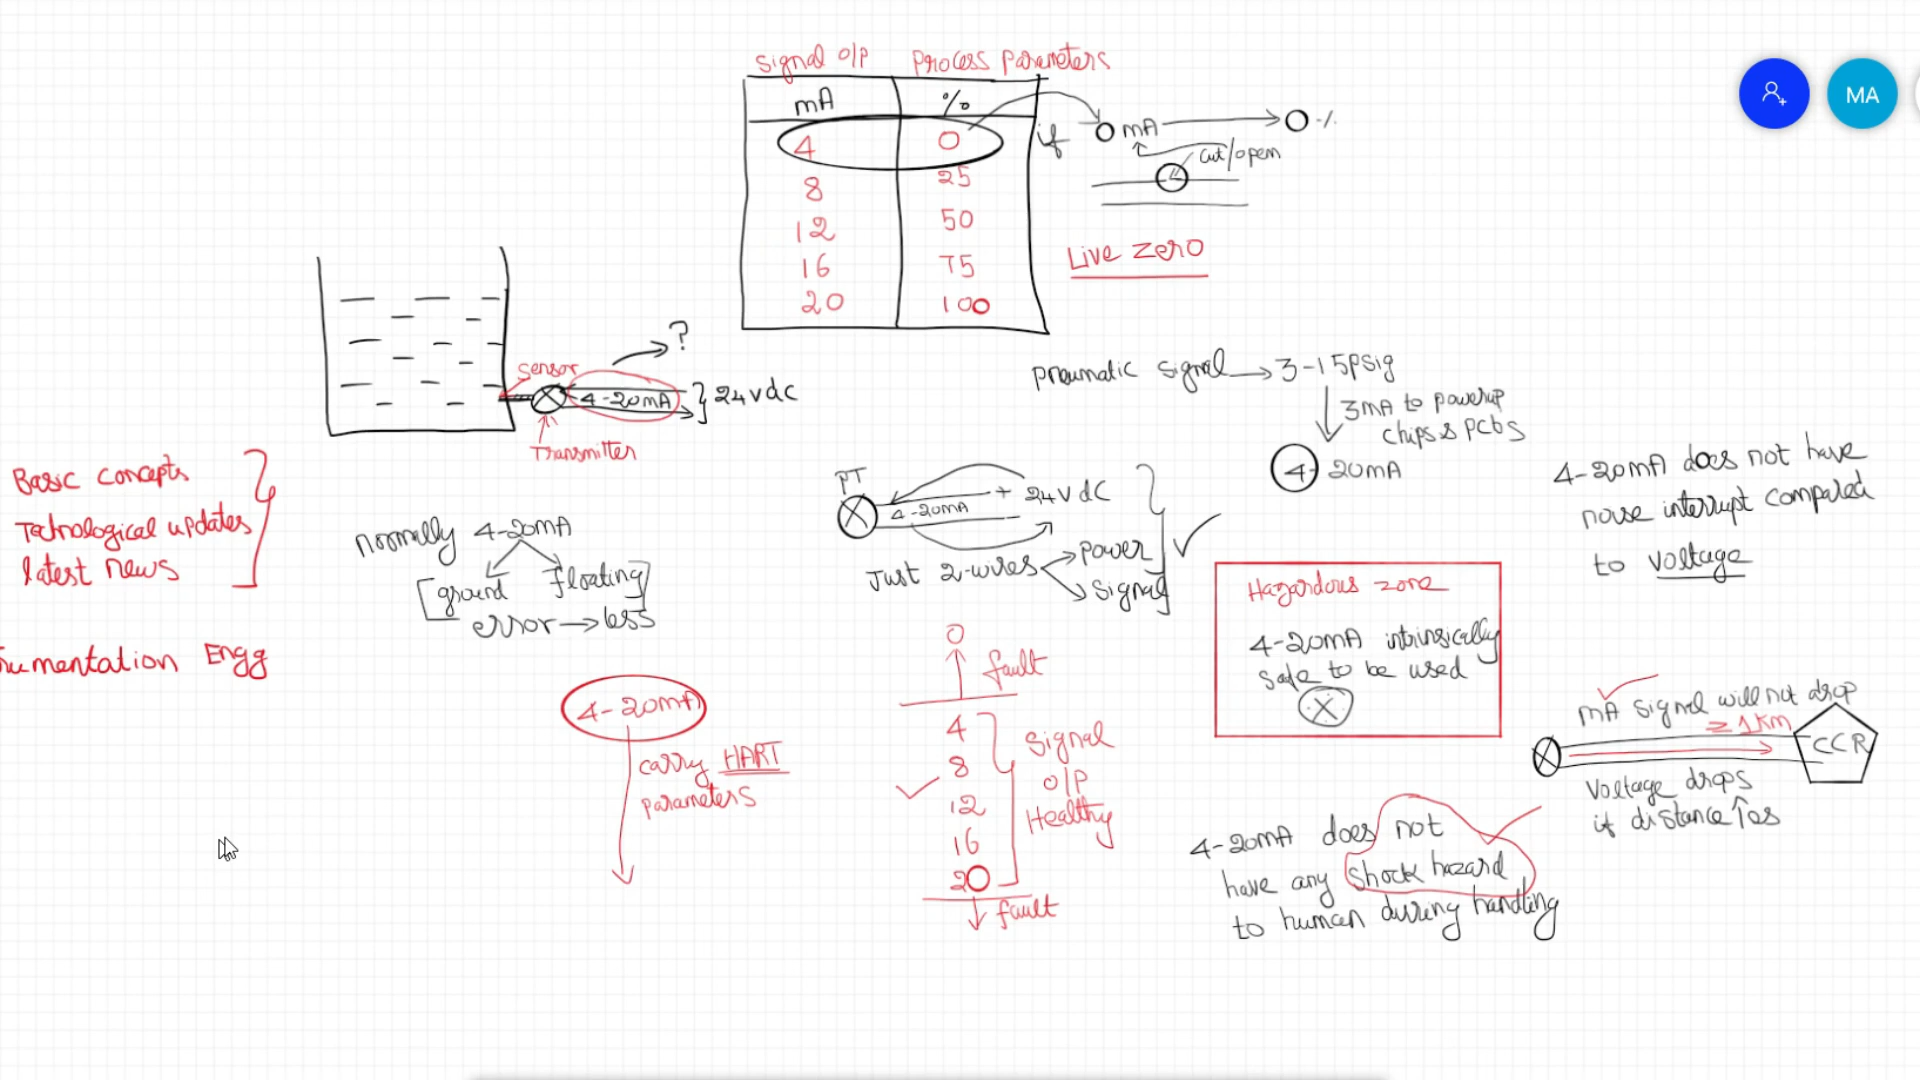 Signal O/P Process Parameters
mA %
4 0
8 25
12 50
16 75
20 100
if 0 mA 0 %
cut/open
Live Zero
MA
?
Sensor
4-20mA 24vdc
Transmitter
Pneumatic Signal 3-15psig
3mA to powerup
chips & PCBs
4-20mA
Basic concepts
Technological updates
latest news
rumentation Engg
normally 4-20mA
ground floating
error less
PT
+ 24V dC
4-20mA
Just 2-wires Power
Signal
4-20mA does not have
noise interrupt compared
to voltage
Hazardous zone
4-20mA intrinsically
safe to be used
4-20mA
carry HART
parameters
0
fault
4
8
12
16
20
Signal
O/P
Healthy
fault
mA signal will not drop
≥1Km
CCR
Voltage drops
if distance ↑es
4-20mA does not
have any shock hazard
to human during handling